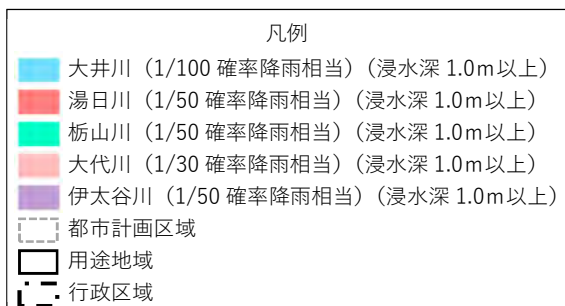 凡例
大井川（1/100 確率降雨相当）（浸水深 1.0ｍ以上）
湯日川（1/50 確率降雨相当）（浸水深 1.0ｍ以上）
栃山川（1/50 確率降雨相当）（浸水深 1.0ｍ以上）
大代川（1/30 確率降雨相当）（浸水深 1.0ｍ以上）
伊太谷川（1/50 確率降雨相当）（浸水深 1.0ｍ以上）
都市計画区域
用途地域
行政区域